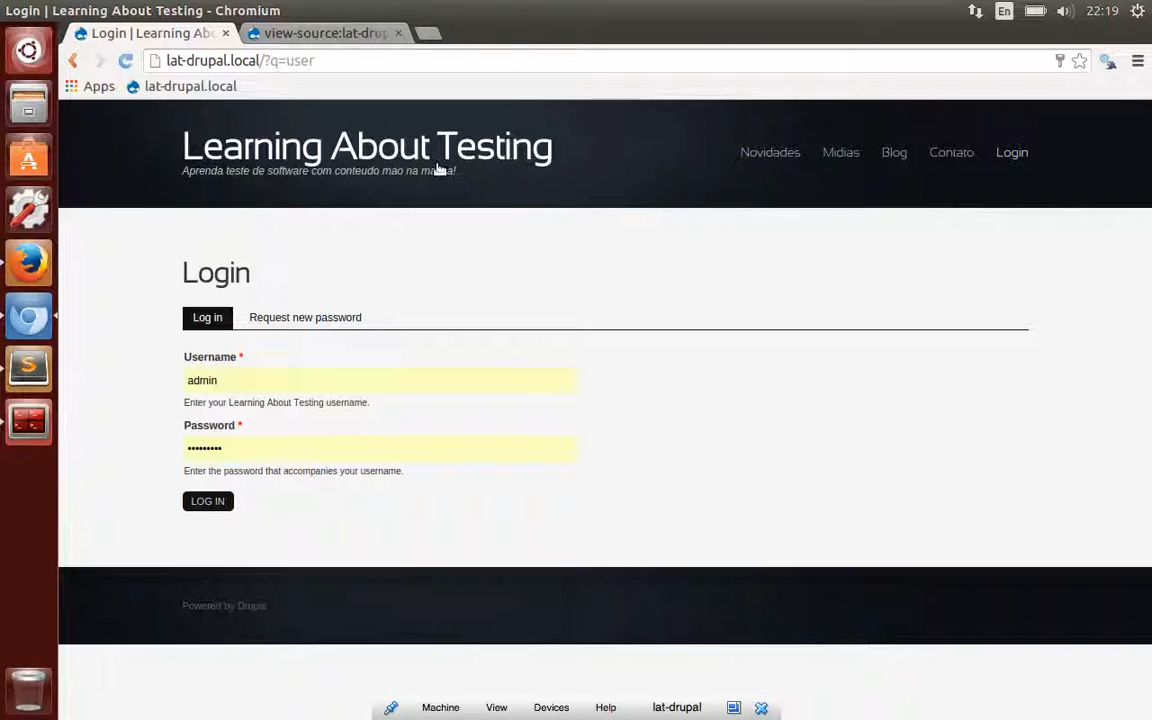 Login | Learning About Testing - Chromium
En
22:19
Login | Learning Abo
view-source:lat-drup
lat-drupal.local/?q=user
Apps
lat-drupal.local
Learning About Testing
Aprenda teste de software com conteudo mao na massa!
Novidades
Midias
Blog
Contato
Login
Login
Log in
Request new password
Username *
admin
Enter your Learning About Testing username.
Password *
•••••••••
Enter the password that accompanies your username.
LOG IN
Powered by Drupal
Machine
View
Devices
Help
lat-drupal